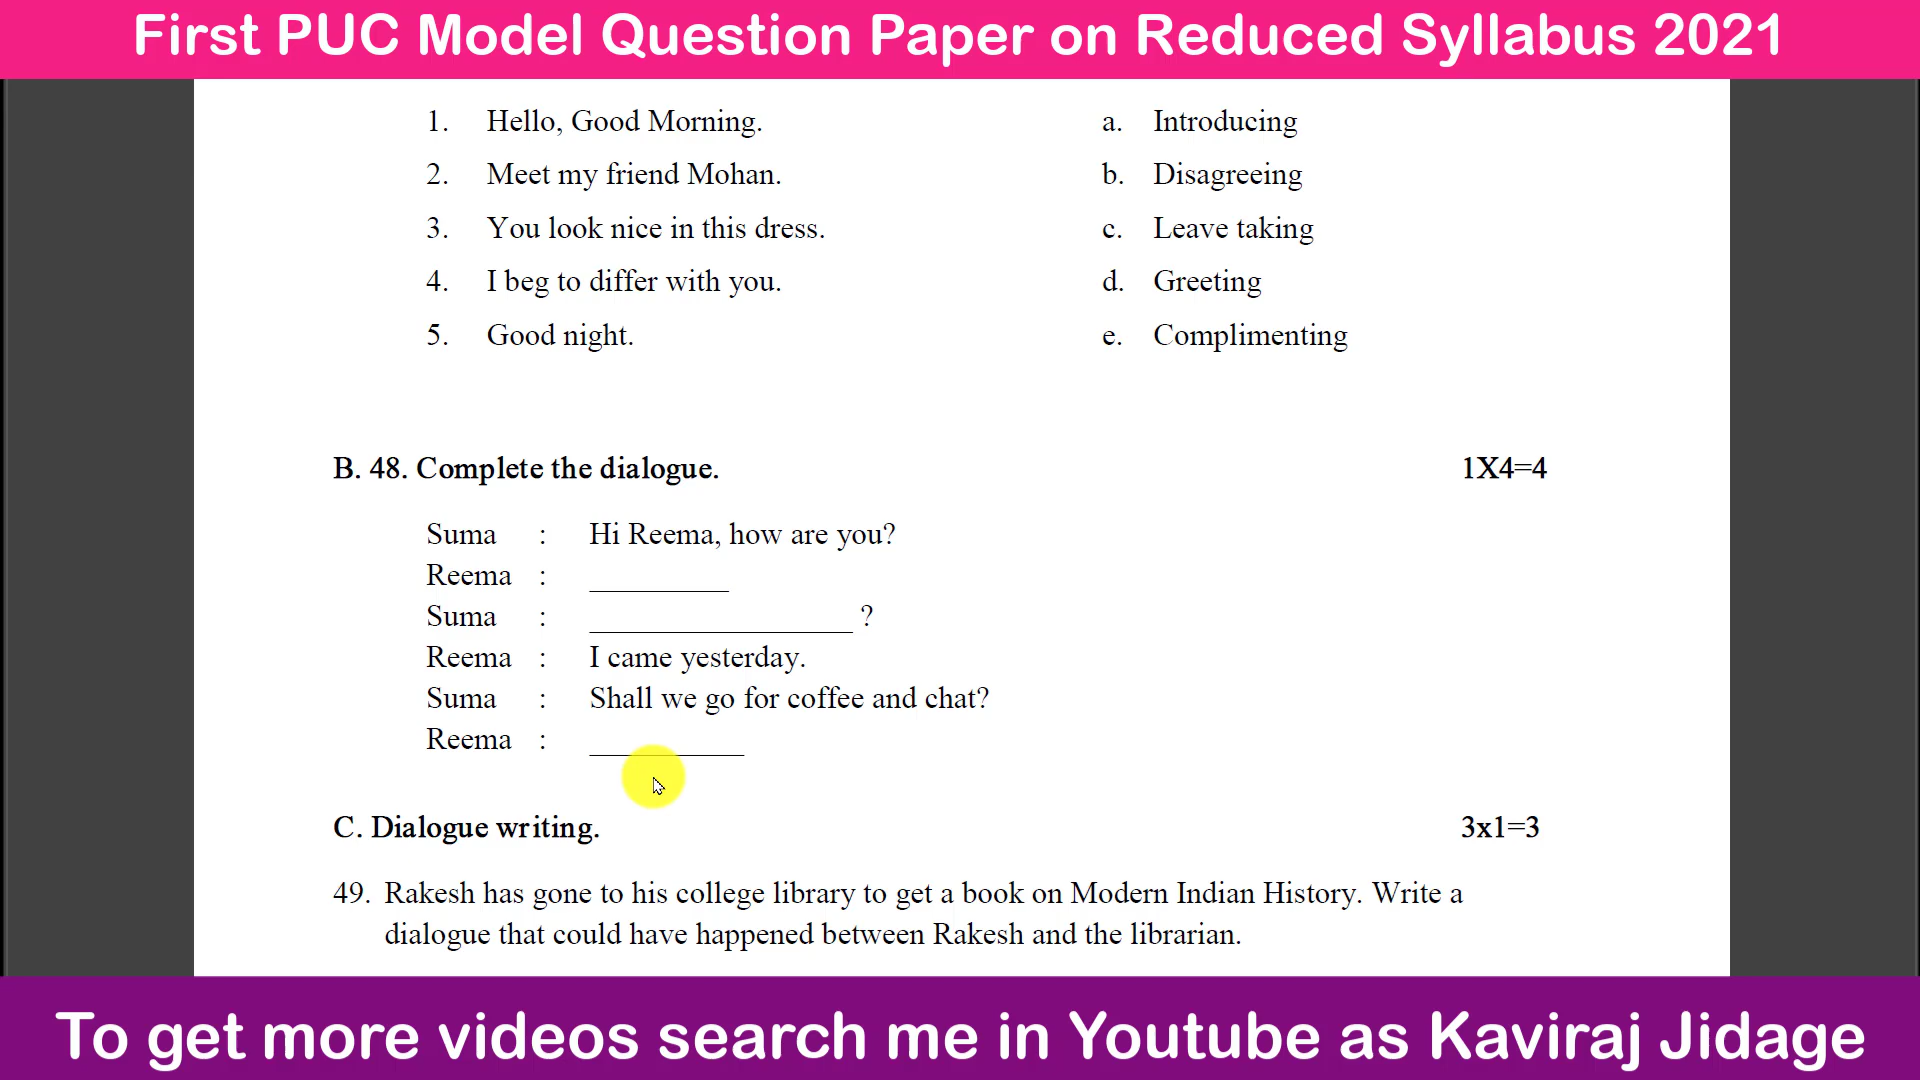 First PUC Model Question Paper on Reduced Syllabus 2021
1. Hello, Good Morning. a. Introducing
2. Meet my friend Mohan. b. Disagreeing
3. You look nice in this dress. c. Leave taking
4. I beg to differ with you. d. Greeting
5. Good night. e. Complimenting
B. 48. Complete the dialogue. 1X4=4
Suma : Hi Reema, how are you?
Reema : _________
Suma : _________________ ?
Reema : I came yesterday.
Suma : Shall we go for coffee and chat?
Reema : __________
C. Dialogue writing. 3x1=3
49. Rakesh has gone to his college library to get a book on Modern Indian History. Write a
dialogue that could have happened between Rakesh and the librarian.
To get more videos search me in Youtube as Kaviraj Jidage